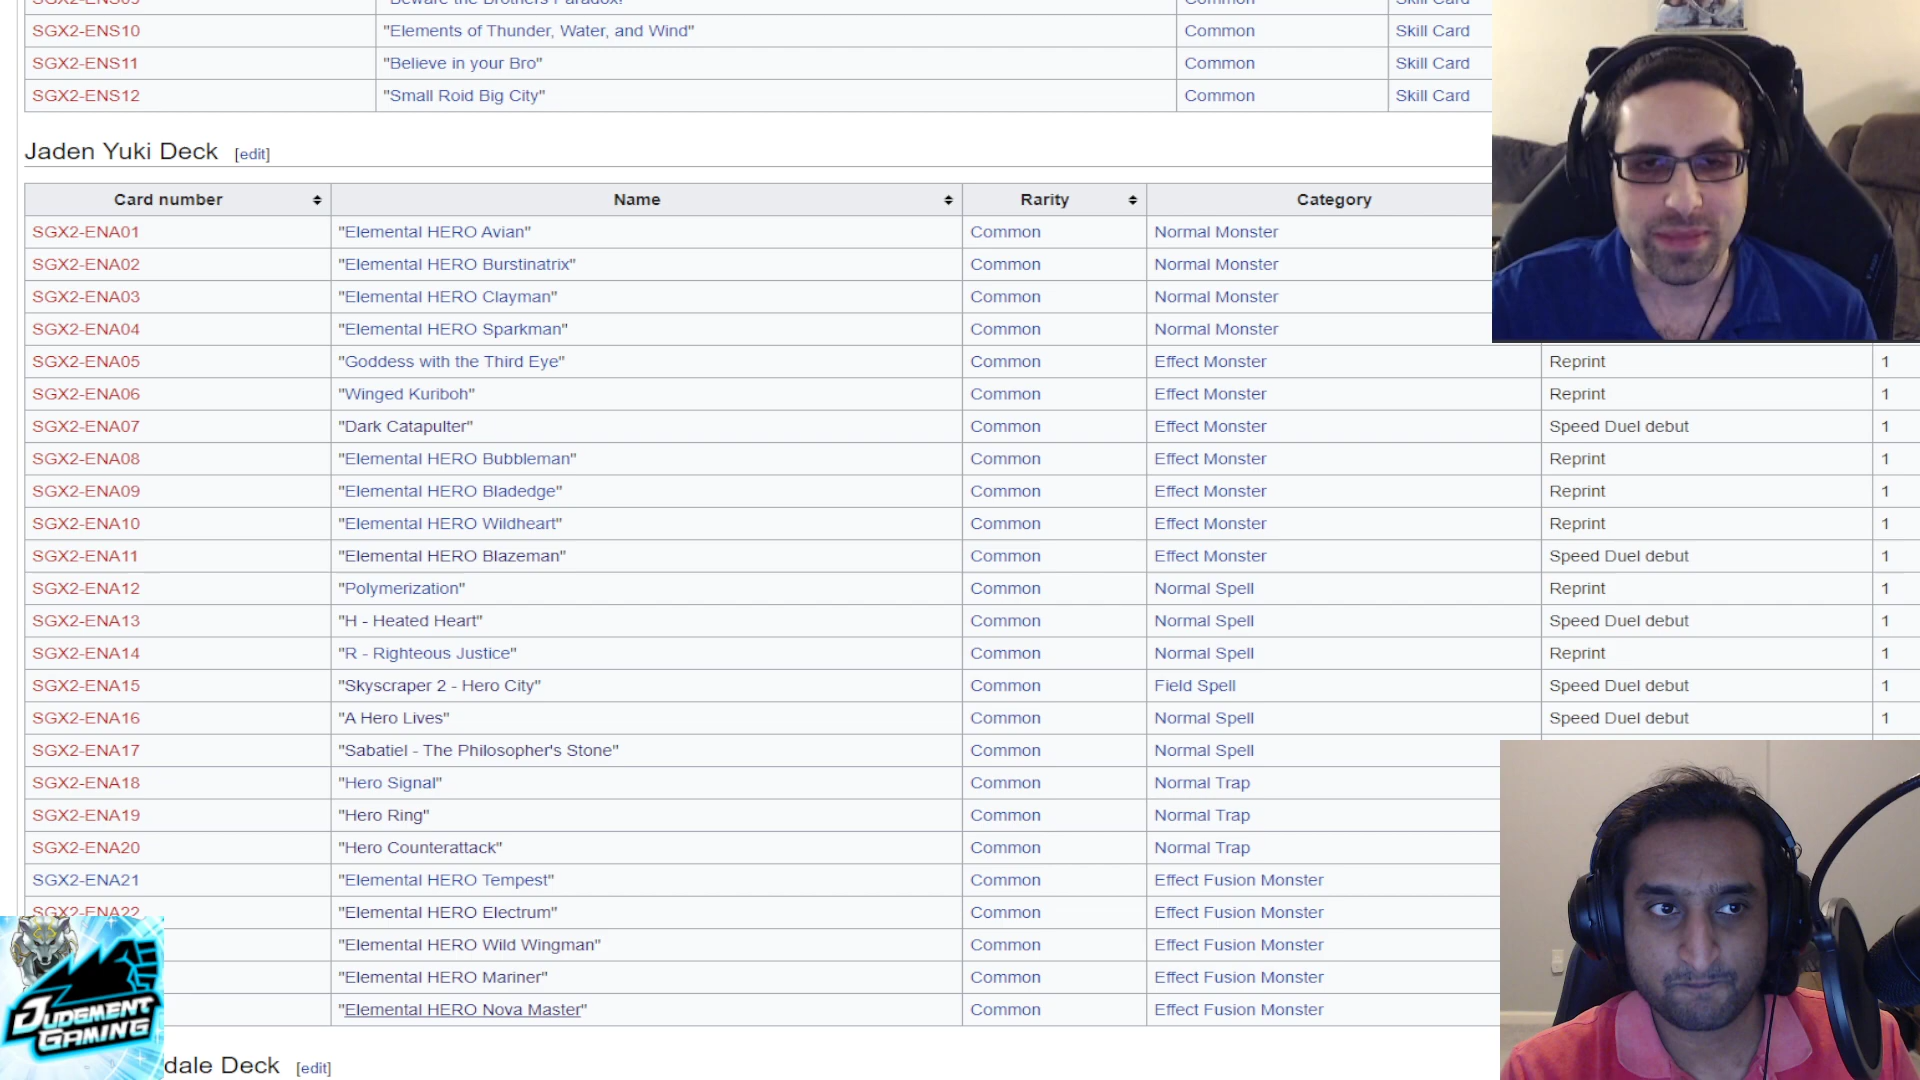 SGX2-ENS09 "Beware the Brothers Paradox!" Common Skill Card
SGX2-ENS10 "Elements of Thunder, Water, and Wind" Common Skill Card
SGX2-ENS11 "Believe in your Bro" Common Skill Card
SGX2-ENS12 "Small Roid Big City" Common Skill Card
Jaden Yuki Deck [edit]
Card number Name Rarity Category
SGX2-ENA01 "Elemental HERO Avian" Common Normal Monster
SGX2-ENA02 "Elemental HERO Burstinatrix" Common Normal Monster
SGX2-ENA03 "Elemental HERO Clayman" Common Normal Monster
SGX2-ENA04 "Elemental HERO Sparkman" Common Normal Monster
SGX2-ENA05 "Goddess with the Third Eye" Common Effect Monster Reprint 1
SGX2-ENA06 "Winged Kuriboh" Common Effect Monster Reprint 1
SGX2-ENA07 "Dark Catapulter" Common Effect Monster Speed Duel debut 1
SGX2-ENA08 "Elemental HERO Bubbleman" Common Effect Monster Reprint 1
SGX2-ENA09 "Elemental HERO Bladedge" Common Effect Monster Reprint 1
SGX2-ENA10 "Elemental HERO Wildheart" Common Effect Monster Reprint 1
SGX2-ENA11 "Elemental HERO Blazeman" Common Effect Monster Speed Duel debut 1
SGX2-ENA12 "Polymerization" Common Normal Spell Reprint 1
SGX2-ENA13 "H - Heated Heart" Common Normal Spell Speed Duel debut 1
SGX2-ENA14 "R - Righteous Justice" Common Normal Spell Reprint 1
SGX2-ENA15 "Skyscraper 2 - Hero City" Common Field Spell Speed Duel debut 1
SGX2-ENA16 "A Hero Lives" Common Normal Spell Speed Duel debut 1
SGX2-ENA17 "Sabatiel - The Philosopher's Stone" Common Normal Spell
SGX2-ENA18 "Hero Signal" Common Normal Trap
SGX2-ENA19 "Hero Ring" Common Normal Trap
SGX2-ENA20 "Hero Counterattack" Common Normal Trap
SGX2-ENA21 "Elemental HERO Tempest" Common Effect Fusion Monster
SGX2-ENA22 "Elemental HERO Electrum" Common Effect Fusion Monster
"Elemental HERO Wild Wingman" Common Effect Fusion Monster
"Elemental HERO Mariner" Common Effect Fusion Monster
"Elemental HERO Nova Master" Common Effect Fusion Monster
JUDGMENT
GAMING
dale Deck [edit]